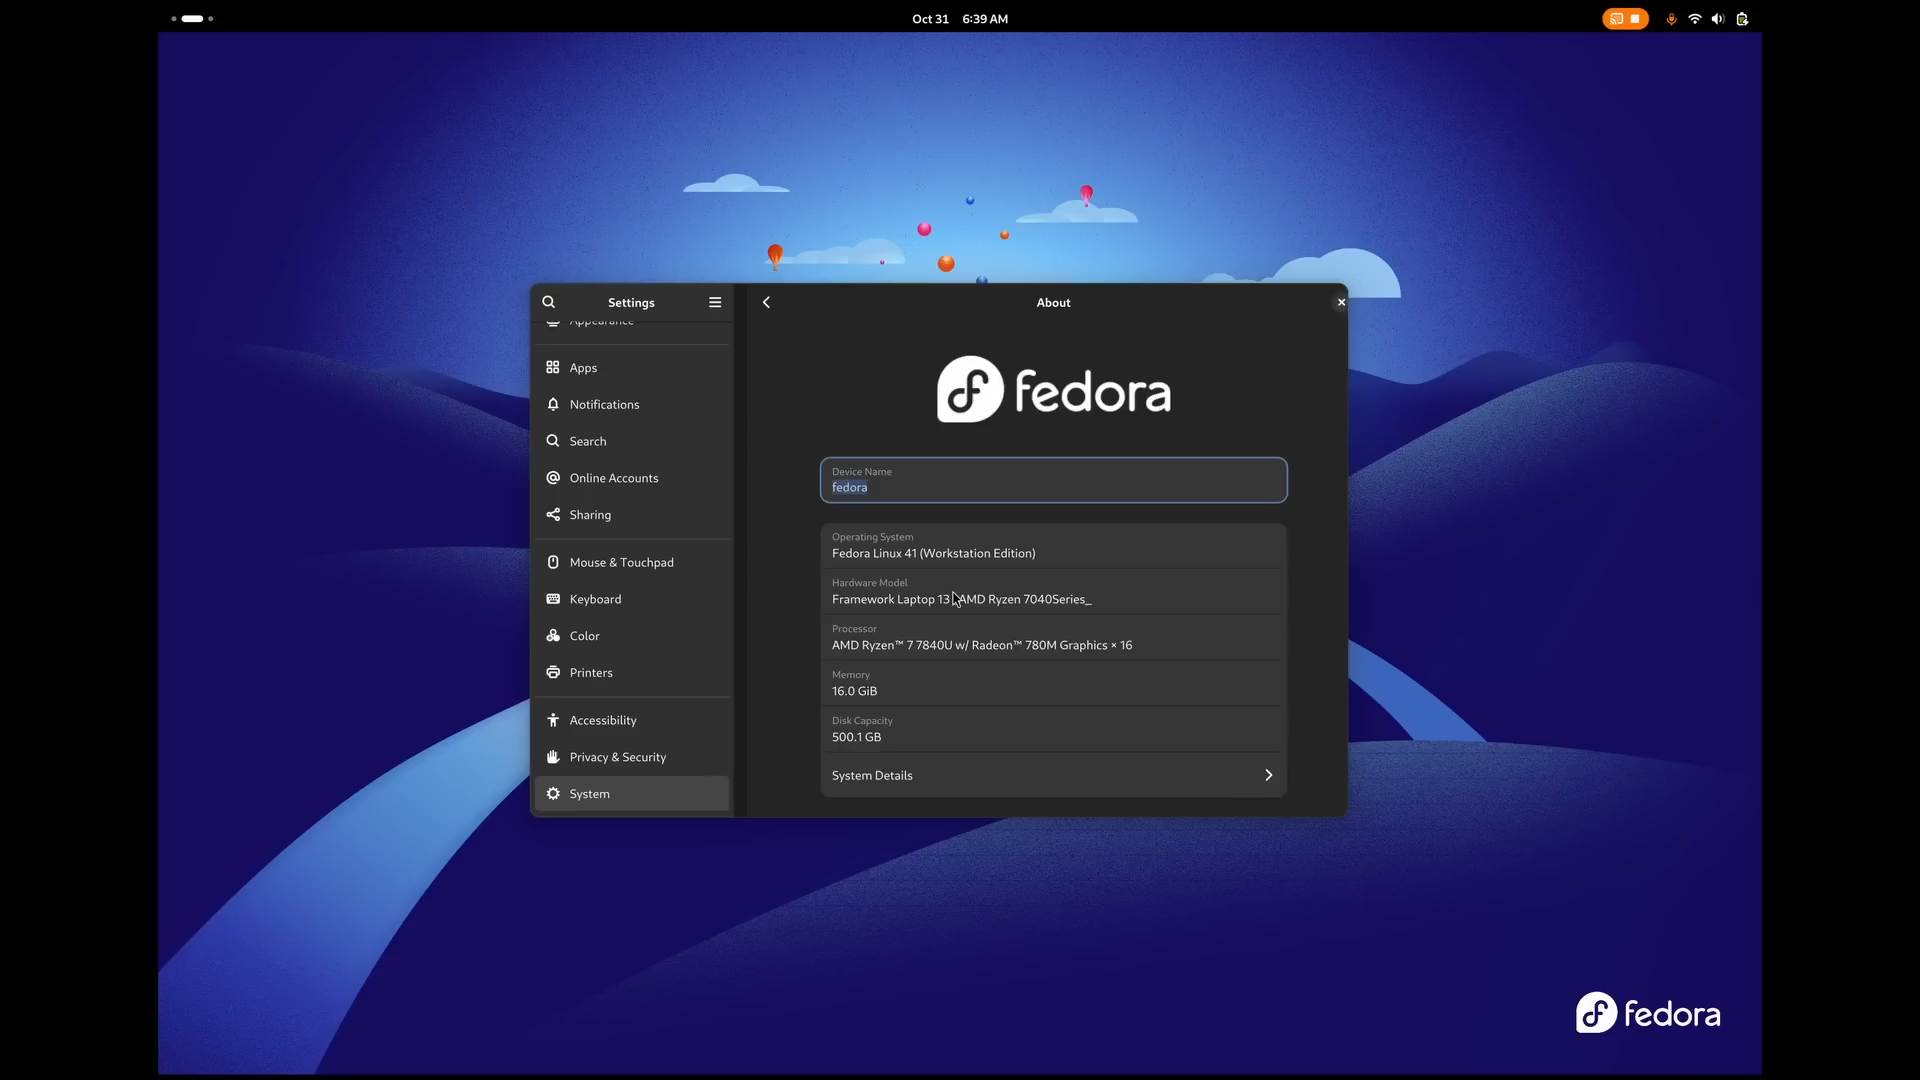 Oct 31 6:39 AM
Settings
About
Appearance
Apps
Notifications
Search
Online Accounts
Sharing
Mouse & Touchpad
Keyboard
Color
Printers
Accessibility
Privacy & Security
System
fedora
Device Name
fedora
Operating System
Fedora Linux 41 (Workstation Edition)
Hardware Model
Framework Laptop 13 AMD Ryzen 7040Series_
Processor
AMD Ryzen™ 7 7840U w/ Radeon™ 780M Graphics × 16
Memory
16.0 GiB
Disk Capacity
500.1 GB
System Details
fedora